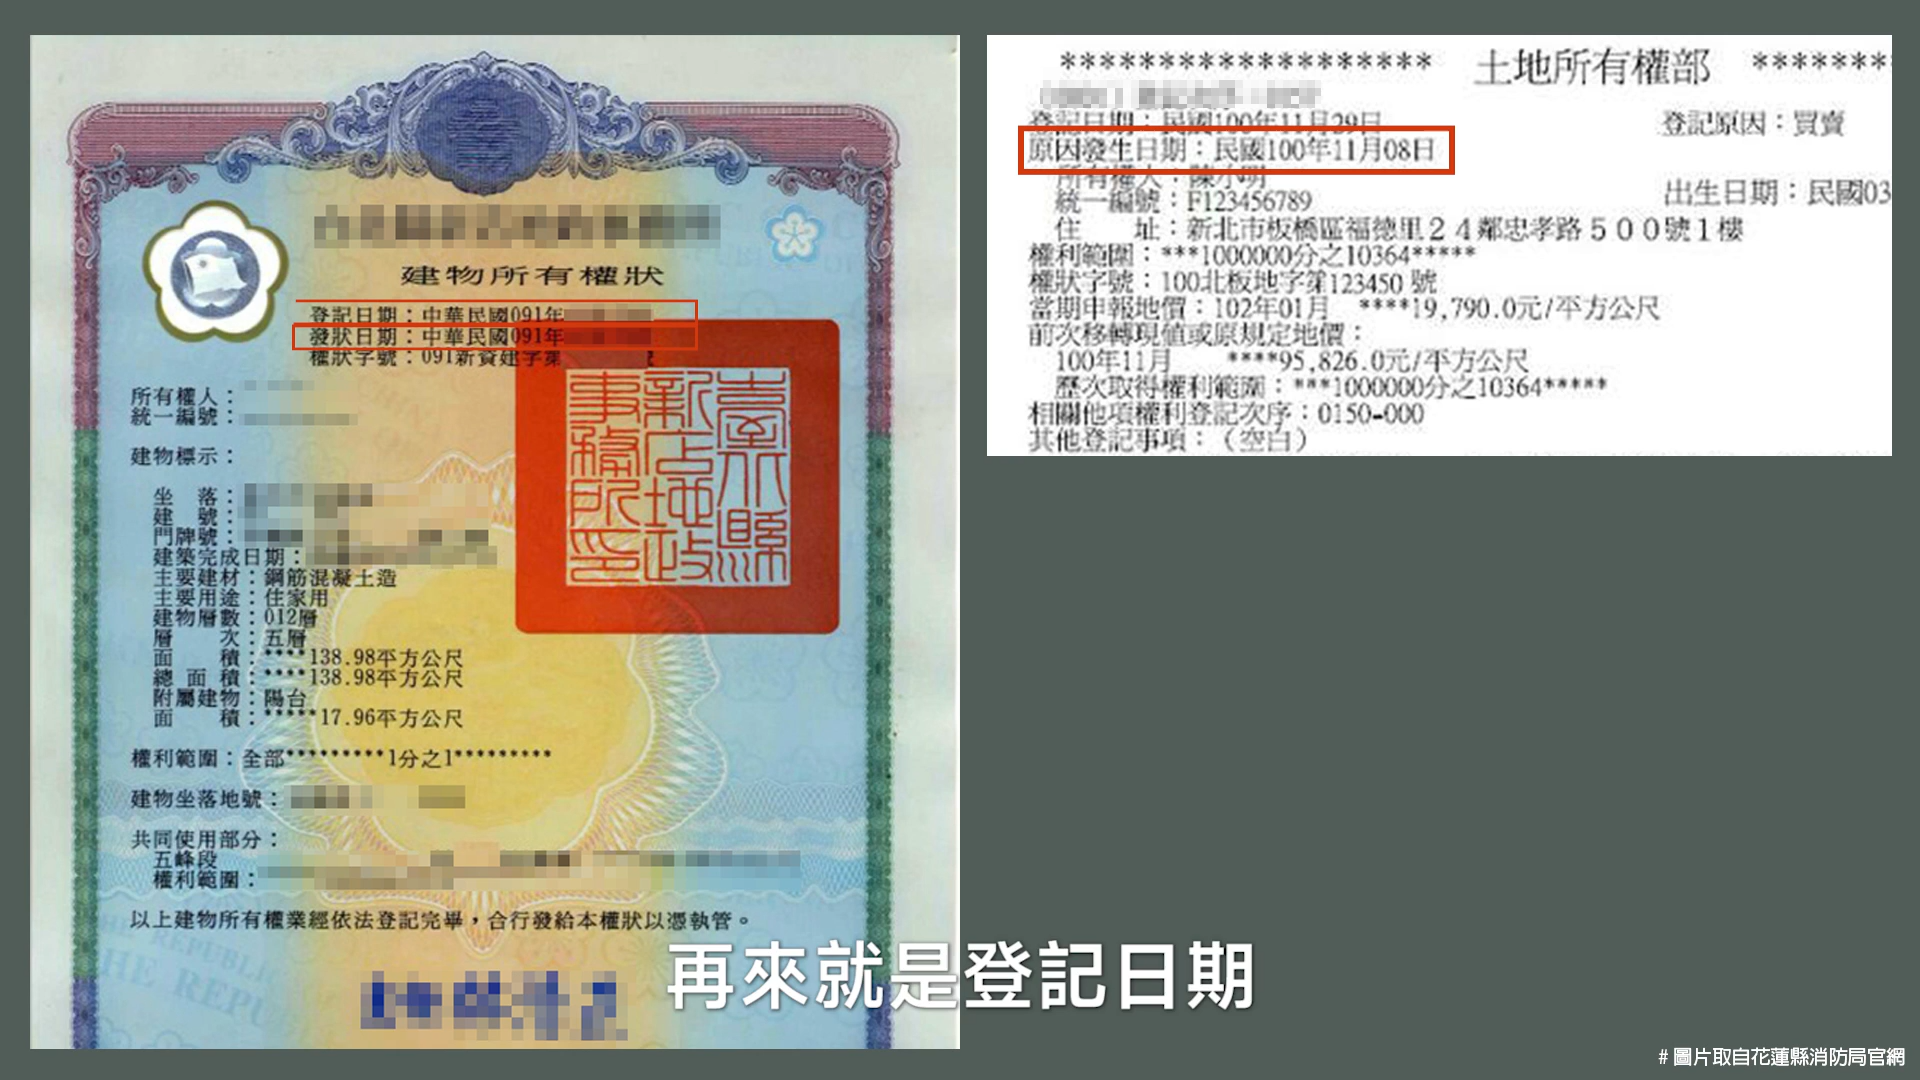 建物所有權狀
登記日期：中華民國091年
發狀日期：中華民國091年
權狀字號：091新資建字第 號
臺北縣
新店地政
事務所印
所有權人：
統一編號：
建物標示：
坐落：
建號：
門牌號：
建築完成日期：
主要建材：鋼筋混凝土造
主要用途：住家用
建物層數：012層
層次：五層
面積：****138.98平方公尺
總面積：****138.98平方公尺
附屬建物：陽台
面積：*****17.96平方公尺
權利範圍：全部*********1分之1*********
建物坐落地號：
共同使用部分：
五峰段
權利範圍：
以上建物所有權業經依法登記完畢，合行發給本權狀以憑執管。
******************* 土地所有權部 *******
登記日期：民國100年11月29日 登記原因：買賣
原因發生日期：民國100年11月08日
所有權人：陳小明
統一編號：F123456789 出生日期：民國03
住址：新北市板橋區福德里２４鄰忠孝路５００號１樓
權利範圍：***1000000分之10364*****
權狀字號：100北板地字第123450 號
當期申報地價：102年01月 ****19,790.0元/平方公尺
前次移轉現值或原規定地價：
100年11月 ****95,826.0元/平方公尺
歷次取得權利範圍：***1000000分之10364*****
相關他項權利登記次序：0150-000
其他登記事項：（空白）
再來就是登記日期
#圖片取自花蓮縣消防局官網